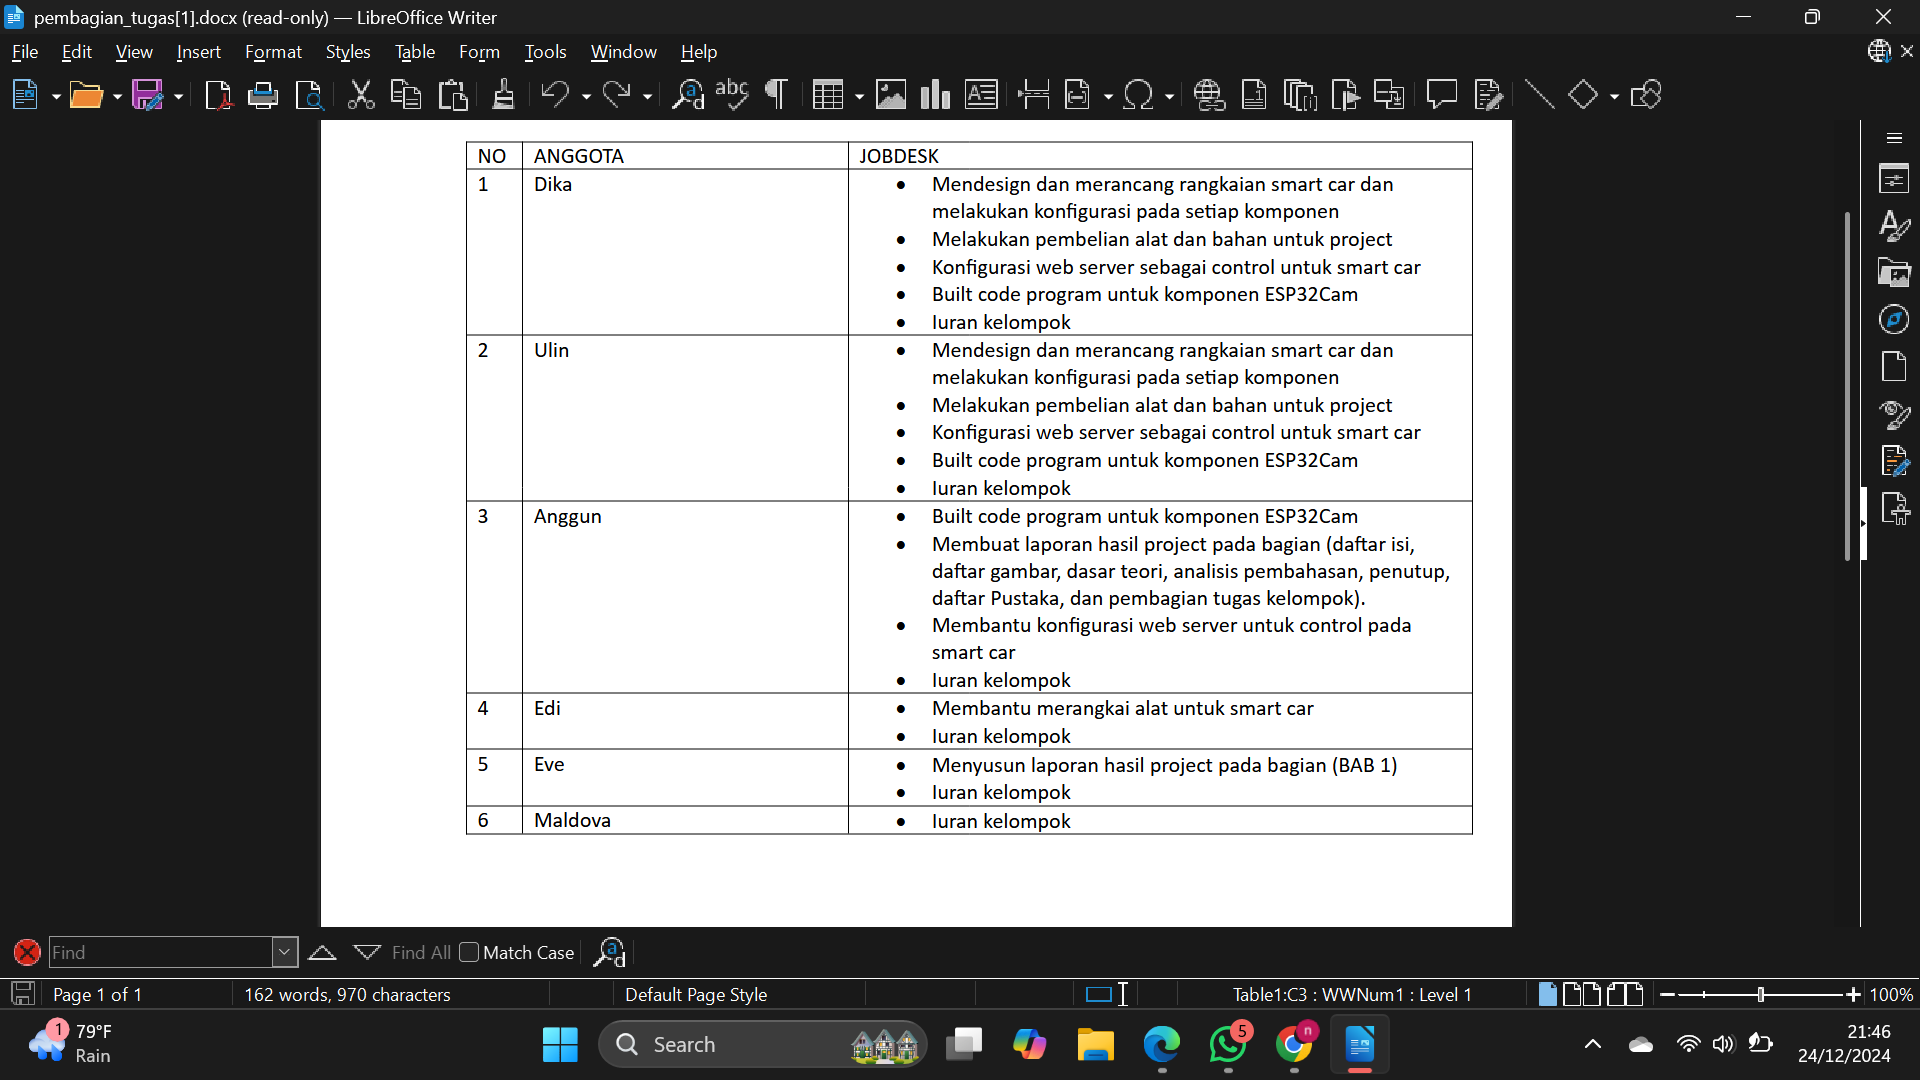 pembagian_tugas[1].docx (read-only) — LibreOffice Writer
File Edit View Insert Format Styles Table Form Tools Window Help
NO ANGGOTA JOBDESK
1 Dika
• Mendesign dan merancang rangkaian smart car dan
melakukan konfigurasi pada setiap komponen
• Melakukan pembelian alat dan bahan untuk project
• Konfigurasi web server sebagai control untuk smart car
• Built code program untuk komponen ESP32Cam
• Iuran kelompok
2 Ulin
• Mendesign dan merancang rangkaian smart car dan
melakukan konfigurasi pada setiap komponen
• Melakukan pembelian alat dan bahan untuk project
• Konfigurasi web server sebagai control untuk smart car
• Built code program untuk komponen ESP32Cam
• Iuran kelompok
3 Anggun
• Built code program untuk komponen ESP32Cam
• Membuat laporan hasil project pada bagian (daftar isi,
daftar gambar, dasar teori, analisis pembahasan, penutup,
daftar Pustaka, dan pembagian tugas kelompok).
• Membantu konfigurasi web server untuk control pada
smart car
• Iuran kelompok
4 Edi
• Membantu merangkai alat untuk smart car
• Iuran kelompok
5 Eve
• Menyusun laporan hasil project pada bagian (BAB 1)
• Iuran kelompok
6 Maldova
• Iuran kelompok
Find Find All Match Case
Page 1 of 1 162 words, 970 characters Default Page Style Table1:C3 : WWNum1 : Level 1 100%
1 79°F
Rain
Search
5
n
21:46
24/12/2024